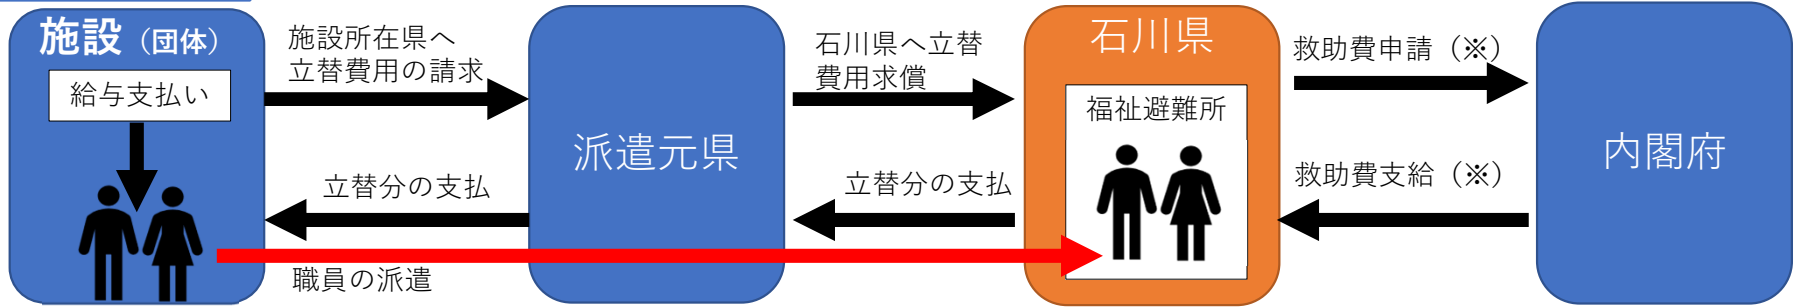 施設（団体）
給与支払い
施設所在県へ
立替費用の請求
立替分の支払
職員の派遣
派遣元県
石川県へ立替
費用求償
立替分の支払
石川県
福祉避難所
救助費申請（※）
救助費支給（※）
内閣府